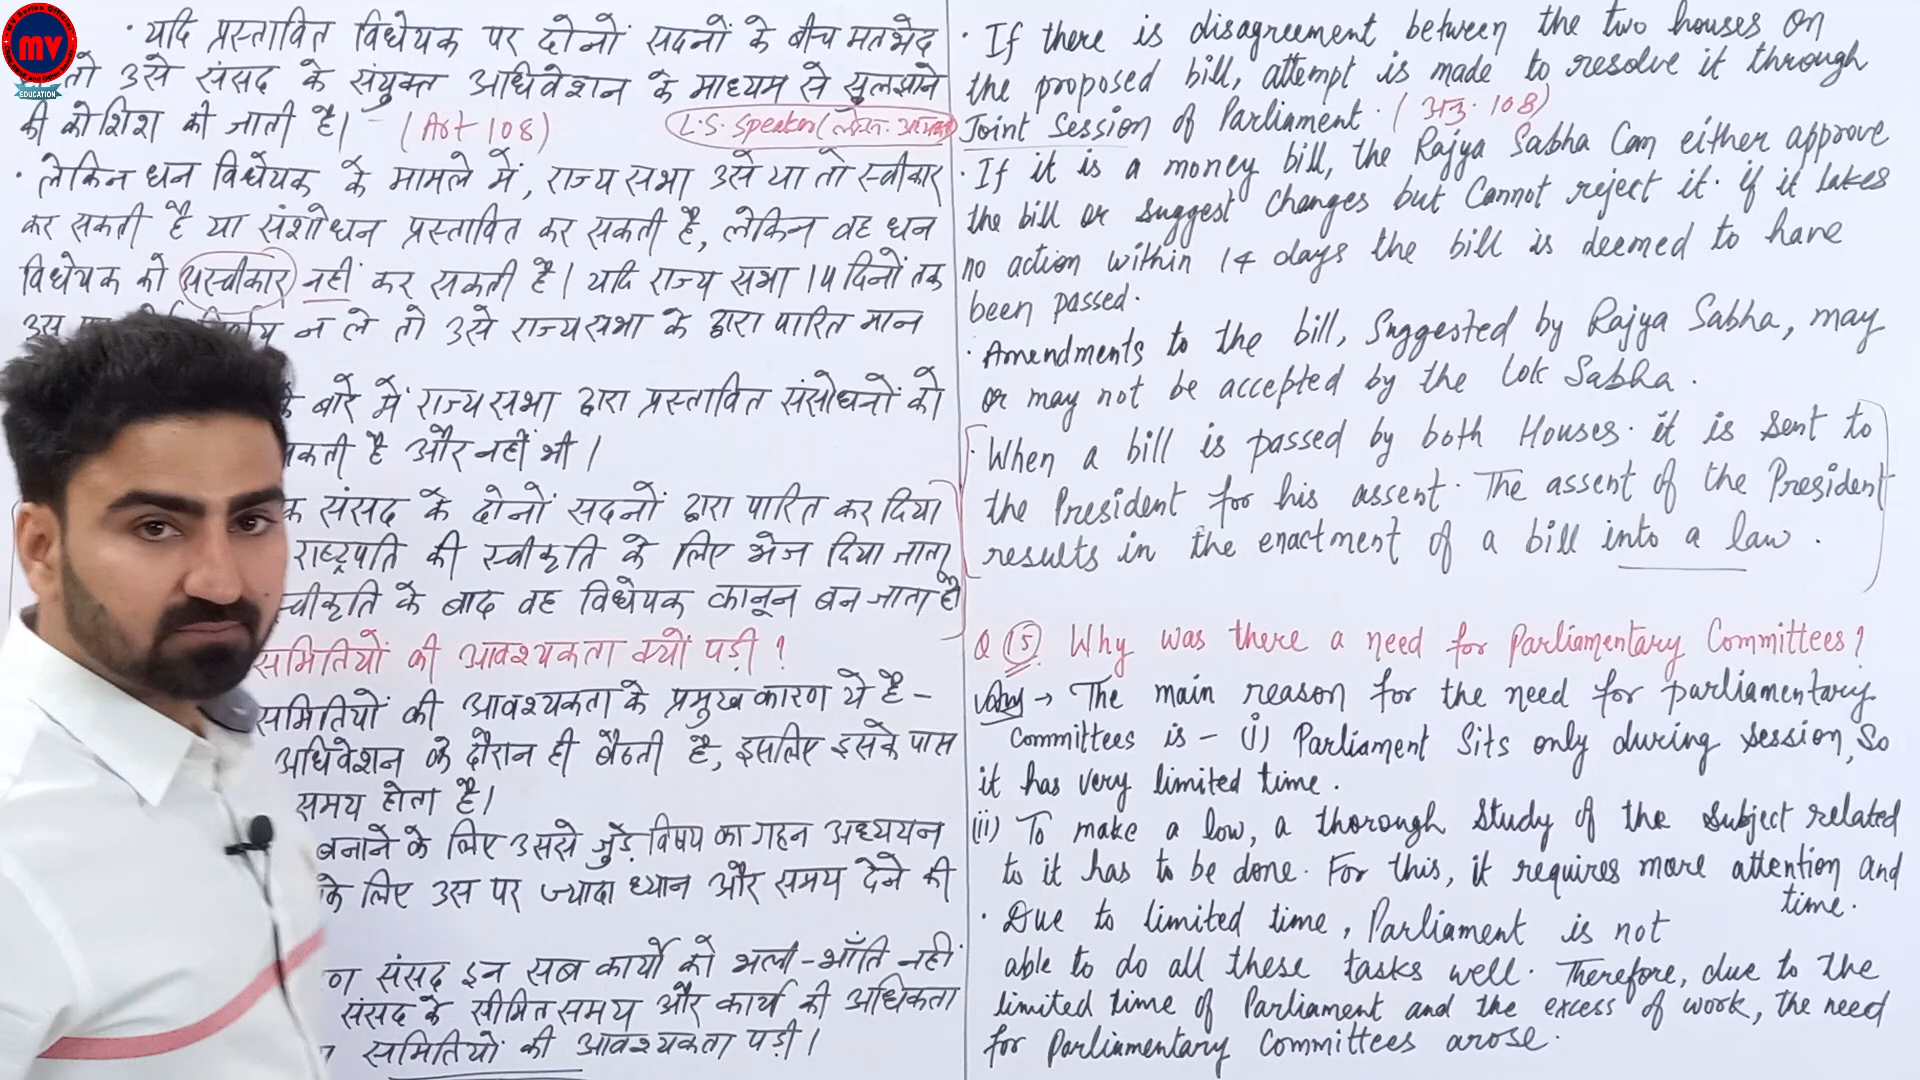 mv
EDUCATION
· यदि प्रस्तावित विधेयक पर दोनों सदनों के बीच मतभेद
तो उसे संसद के संयुक्त अधिवेशन के माध्यम से सुलझाने
की कोशिश की जाती है। - (Art 108) L.S. Speaker (लोस. अध्यक्ष)
· लेकिन धन विधेयक के मामले में, राज्य सभा उसे या तो स्वीकार
कर सकती है या संशोधन प्रस्तावित कर सकती है, लेकिन वह धन
विधेयक को अस्वीकार नहीं कर सकती है। यदि राज्य सभा 14 दिनों तक
उस न ले तो उसे राज्यसभा के द्वारा पारित मान
के बारे में राज्यसभा द्वारा प्रस्तावित संसोधनों को
सकती है और नहीं भी।
क संसद के दोनों सदनों द्वारा पारित कर दिया
राष्ट्रपति की स्वीकृति के लिए भेज दिया जाता
स्वीकृति के बाद वह विधेयक कानून बन जाता है
समितियों की आवश्यकता क्यों पड़ी ?
समितियों की आवश्यकता के प्रमुख कारण ये है -
अधिवेशन के दौरान ही बैठती है, इसलिए इसके पास
समय होता है।
बनाने के लिए उससे जुड़े विषय का गहन अध्ययन
के लिए उस पर ज्यादा ध्यान और समय देने की
ण संसद इन सब कार्यो को भली-भाँति नहीं
संसद के सीमित समय और कार्य की अधिकता
समितियों की आवश्यकता पड़ी।
· If there is disagreement between the two houses on
the proposed bill, attempt is made to resolve it through
Joint Session of Parliament. (अनु. 108)
· If it is a money bill, the Rajya Sabha Can either approve
the bill or suggest changes but Cannot reject it. if it takes
no action within 14 days the bill is deemed to have
been passed.
· Amendments to the bill, Suggested by Rajya Sabha, may
or may not be accepted by the lok Sabha.
· When a bill is passed by both Houses. it is sent to
the President for his assent. The assent of the President
results in the enactment of a bill into a law.
Q (15) Why was there a need for Parliamentary Committees?
Ans → The main reason for the need for parliamentary
Committees is - (i) Parliament Sits only during session, So
it has very limited time.
(ii) To make a low, a thorough study of the subject related
to it has to be done. For this, it requires more attention and
time.
· Due to limited time, Parliament is not
able to do all these tasks well. Therefore, due to the
limited time of Parliament and the excess of work, the need
for Parliamentary Committees arose.